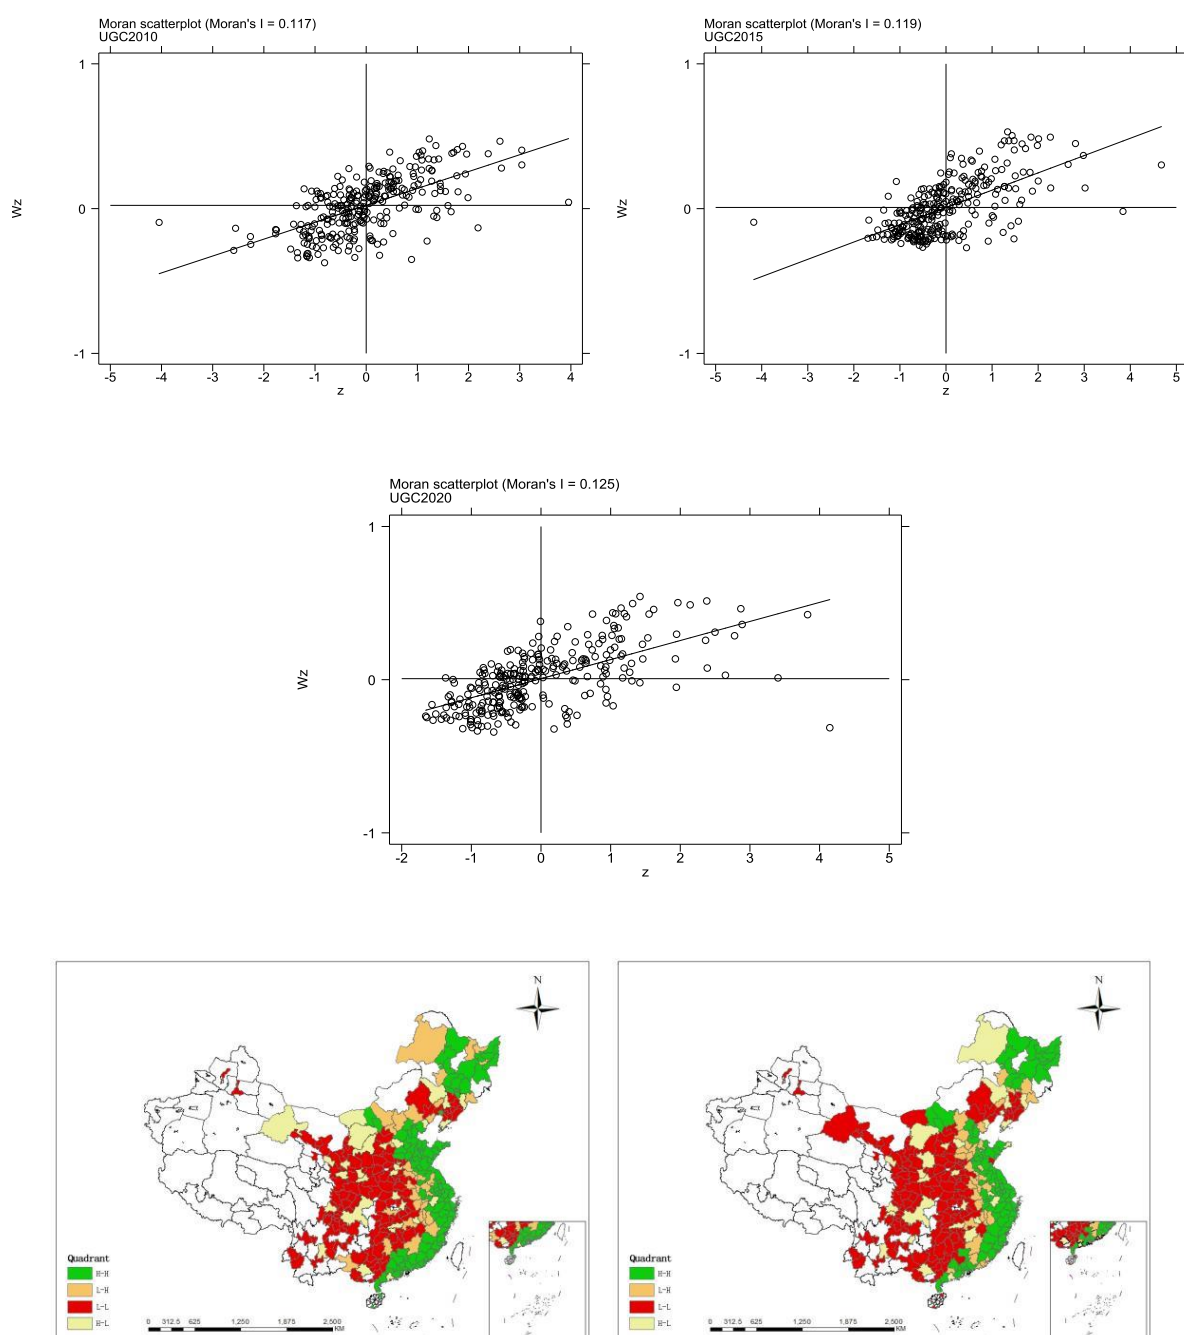 Moran scatterplot (Moran's I = 0.117)
UGC2010
1
0
-1
Wz
-5 -4 -3 -2 -1 0 1 2 3 4
z
Moran scatterplot (Moran's I = 0.119)
UGC2015
1
0
-1
Wz
-5 -4 -3 -2 -1 0 1 2 3 4 5
z
Moran scatterplot (Moran's I = 0.125)
UGC2020
1
0
-1
Wz
-2 -1 0 1 2 3 4 5
z
N
Quadrant
H-H
L-H
L-L
H-L
0 312.5 625 1,250 1,875 2,500
KM
N
Quadrant
H-H
L-H
L-L
H-L
0 312.5 625 1,250 1,875 2,500
KM